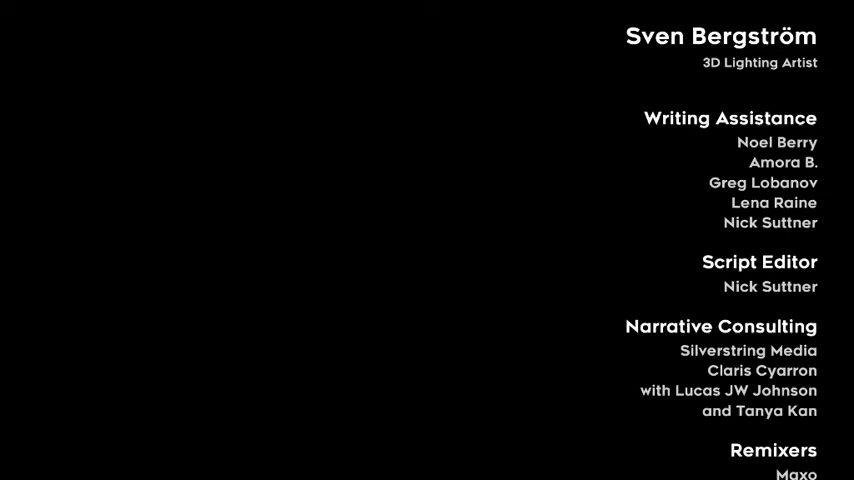 Sven Bergström
3D Lighting Artist
Writing Assistance
Noel Berry
Amora B.
Greg Lobanov
Lena Raine
Nick Suttner
Script Editor
Nick Suttner
Narrative Consulting
Silverstring Media
Claris Cyarron
with Lucas JW Johnson
and Tanya Kan
Remixers
Maxo